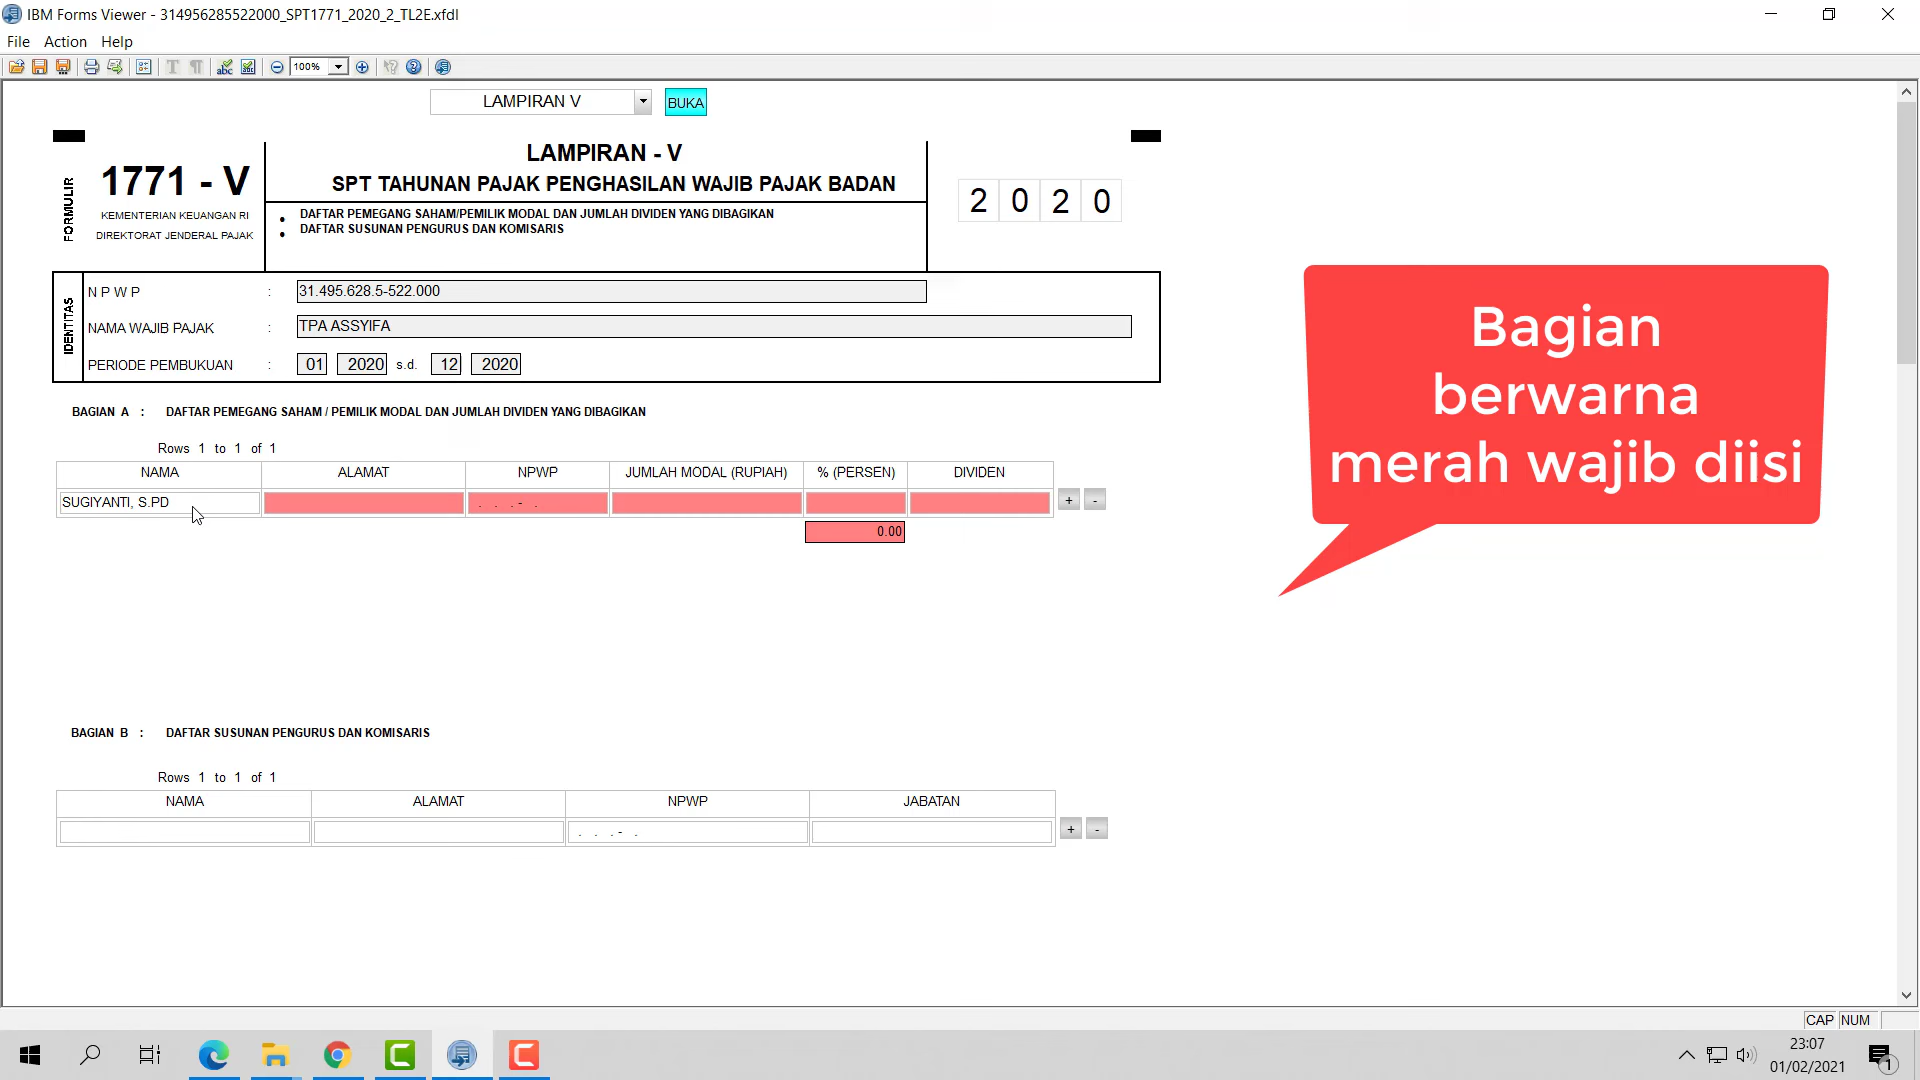 IBM Forms Viewer - 314956285522000_SPT1771_2020_2_TL2E.xfdl
File Action Help
100%
LAMPIRAN V BUKA
FORMULIR
1771 - V
KEMENTERIAN KEUANGAN RI
DIREKTORAT JENDERAL PAJAK
LAMPIRAN - V
SPT TAHUNAN PAJAK PENGHASILAN WAJIB PAJAK BADAN
• DAFTAR PEMEGANG SAHAM/PEMILIK MODAL DAN JUMLAH DIVIDEN YANG DIBAGIKAN
• DAFTAR SUSUNAN PENGURUS DAN KOMISARIS
2 0 2 0
IDENTITAS
N P W P : 31.495.628.5-522.000
NAMA WAJIB PAJAK : TPA ASSYIFA
PERIODE PEMBUKUAN : 01 2020 s.d. 12 2020
Bagian
berwarna
merah wajib diisi
BAGIAN A : DAFTAR PEMEGANG SAHAM / PEMILIK MODAL DAN JUMLAH DIVIDEN YANG DIBAGIKAN
Rows 1 to 1 of 1
NAMA ALAMAT NPWP JUMLAH MODAL (RUPIAH) % (PERSEN) DIVIDEN
SUGIYANTI, S.PD . . . - . + -
0.00
BAGIAN B : DAFTAR SUSUNAN PENGURUS DAN KOMISARIS
Rows 1 to 1 of 1
NAMA ALAMAT NPWP JABATAN
. . . - . + -
CAP NUM
23:07
01/02/2021
1